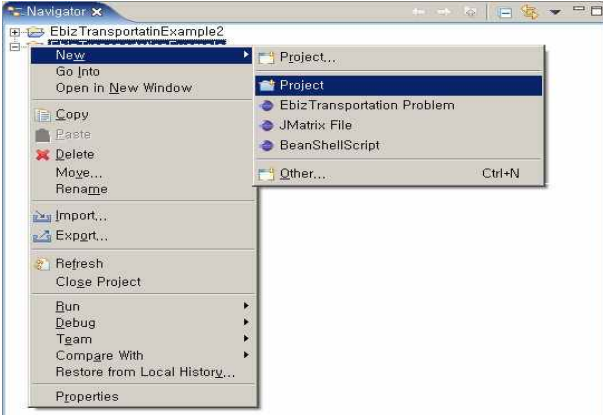 Navigator
EbizTransportatinExample2
New
Go Into
Open in New Window
Copy
Paste
Delete
Move...
Rename
Import...
Export...
Refresh
Close Project
Run
Debug
Team
Compare With
Restore from Local History...
Properties
Project...
Project
EbizTransportation Problem
JMatrix File
BeanShellScript
Other... Ctrl+N